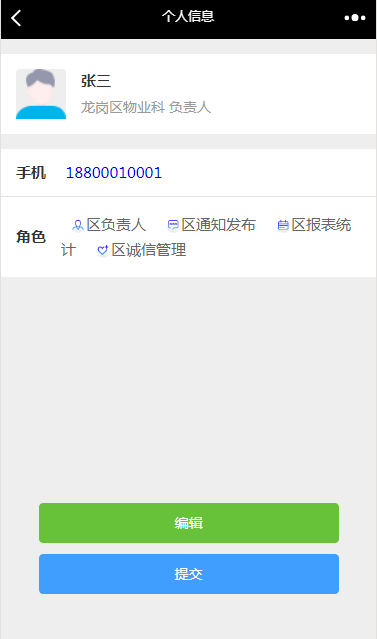 个人信息
张三
龙岗区物业科 负责人
手机 18800010001
角色 区负责人 区通知发布 区报表统
计 区诚信管理
编辑
提交